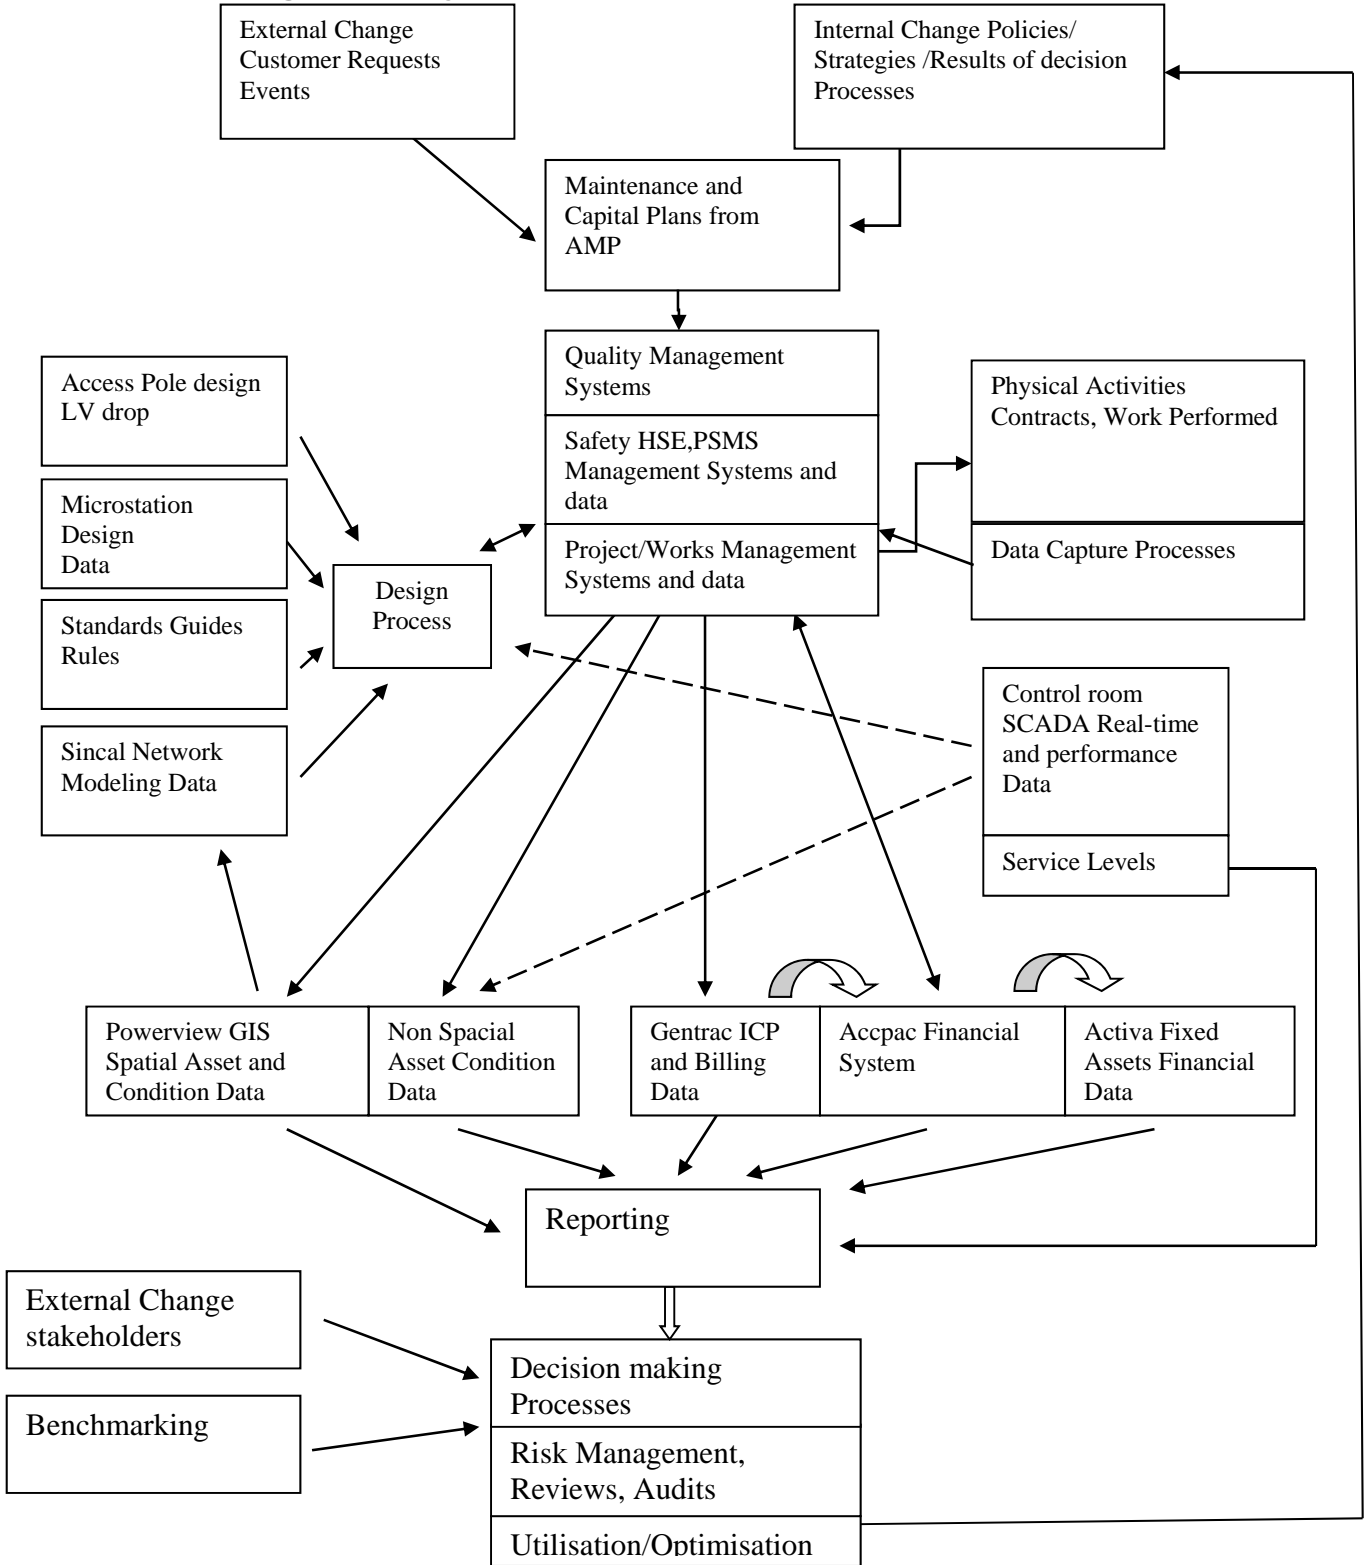 External Change
Customer Requests
Events
Internal Change Policies/
Strategies /Results of decision
Processes
Maintenance and
Capital Plans from
AMP
Quality Management
Systems
Safety HSE,PSMS
Management Systems and
data
Project/Works Management
Systems and data
Physical Activities
Contracts, Work Performed
Data Capture Processes
Access Pole design
LV drop
Microstation
Design
Data
Standards Guides
Rules
Sincal Network
Modeling Data
Design
Process
Control room
SCADA Real-time
and performance
Data
Service Levels
Powerview GIS
Spatial Asset and
Condition Data
Non Spacial
Asset Condition
Data
Gentrac ICP
and Billing
Data
Accpac Financial
System
Activa Fixed
Assets Financial
Data
Reporting
External Change
stakeholders
Benchmarking
Decision making
Processes
Risk Management,
Reviews, Audits
Utilisation/Optimisation